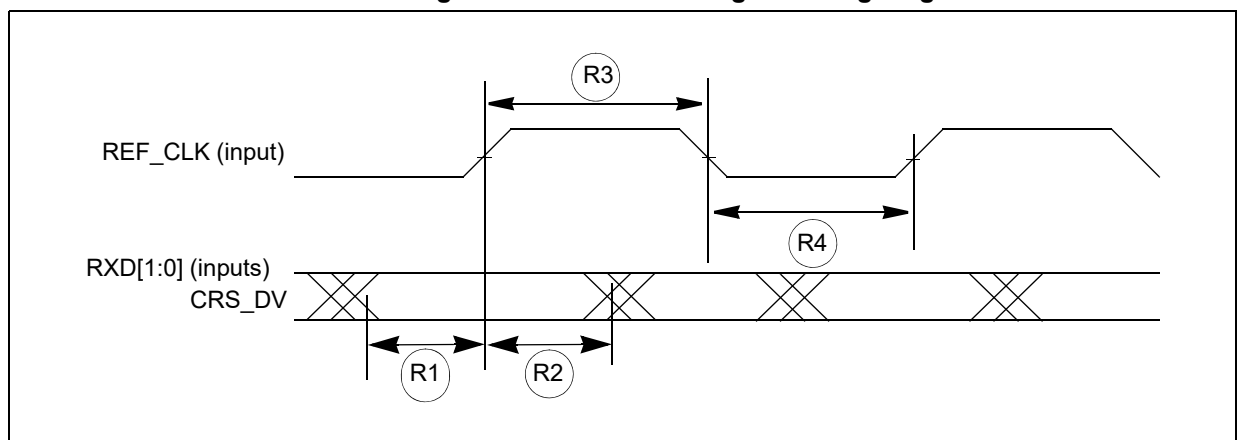 R3
REF_CLK (input)
R4
RXD[1:0] (inputs)
CRS_DV
R1
R2